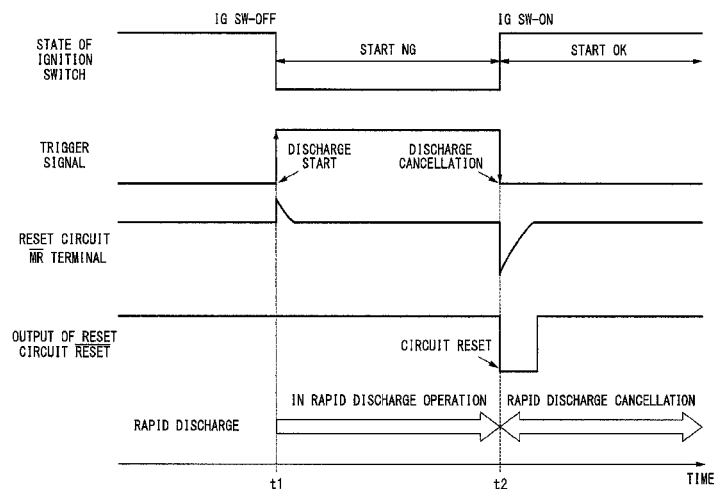 IG SW-OFF
IG SW-ON
STATE OF
IGNITION
SWITCH
START NG
START OK
TRIGGER
SIGNAL
DISCHARGE
START
DISCHARGE
CANCELLATION
RESET CIRCUIT
M̅R̅ TERMINAL
OUTPUT OF RESET
CIRCUIT R̅E̅S̅E̅T̅
CIRCUIT RESET
IN RAPID DISCHARGE OPERATION
RAPID DISCHARGE CANCELLATION
RAPID DISCHARGE
t1
t2
TIME